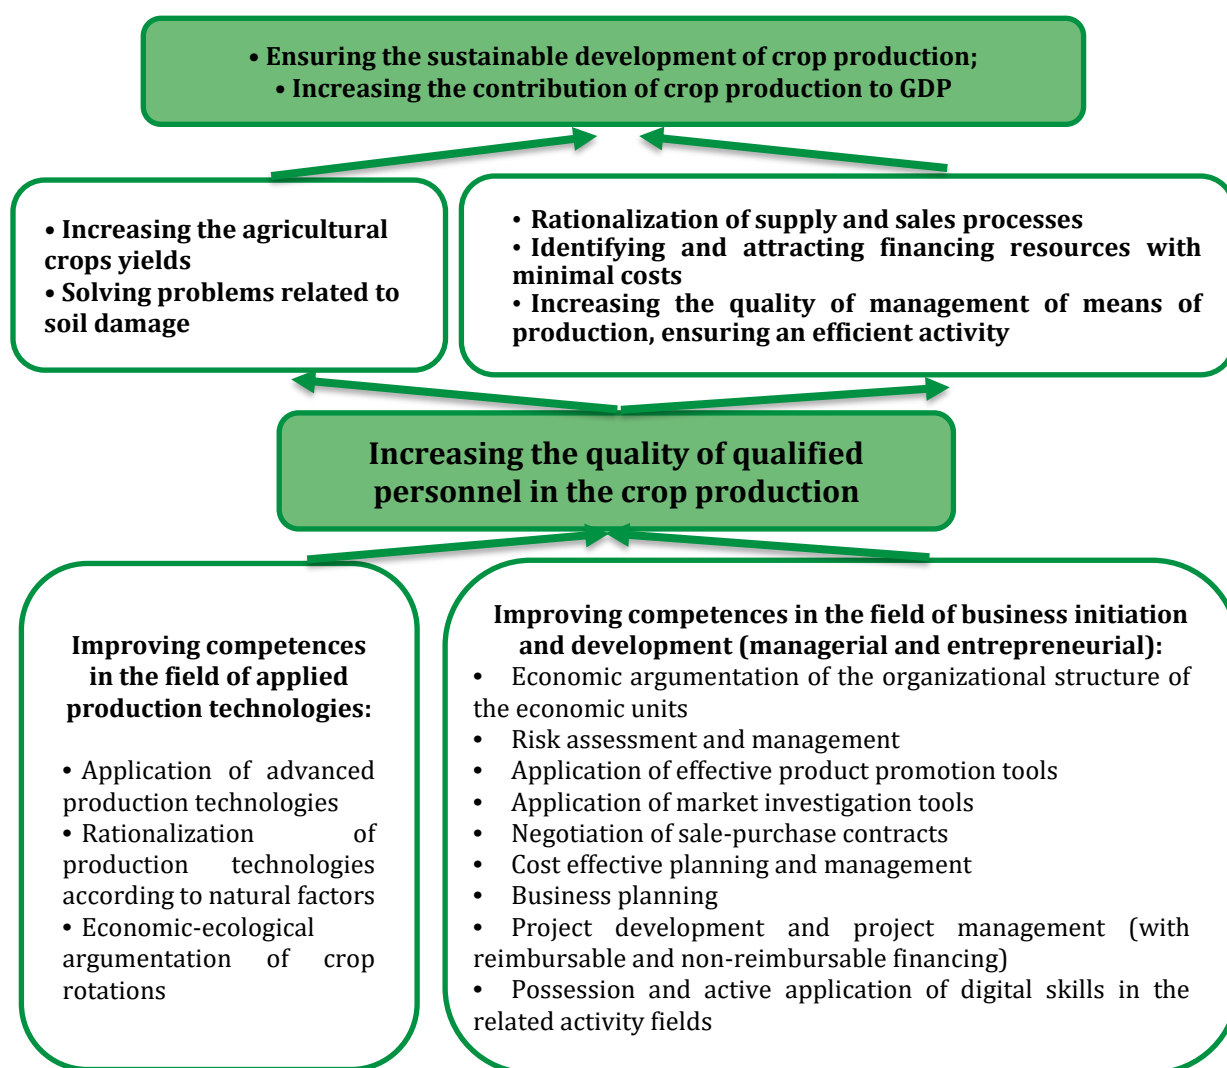 • Ensuring the sustainable development of crop production;
• Increasing the contribution of crop production to GDP
• Increasing the agricultural
crops yields
• Solving problems related to
soil damage
• Rationalization of supply and sales processes
• Identifying and attracting financing resources with
minimal costs
• Increasing the quality of management of means of
production, ensuring an efficient activity
Increasing the quality of qualified
personnel in the crop production
Improving competences
in the field of applied
production technologies:
• Application of advanced
production technologies
• Rationalization of
production technologies
according to natural factors
• Economic-ecological
argumentation of crop
rotations
Improving competences in the field of business initiation
and development (managerial and entrepreneurial):
• Economic argumentation of the organizational structure of
the economic units
• Risk assessment and management
• Application of effective product promotion tools
• Application of market investigation tools
• Negotiation of sale-purchase contracts
• Cost effective planning and management
• Business planning
• Project development and project management (with
reimbursable and non-reimbursable financing)
• Possession and active application of digital skills in the
related activity fields